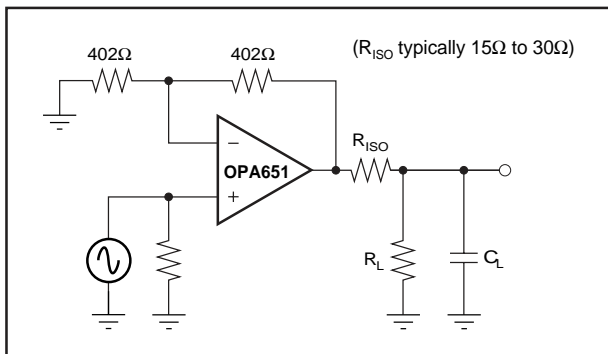 402Ω
402Ω
(R_ISO typically 15Ω to 30Ω)
R_ISO
−
OPA651
+
R_L
C_L